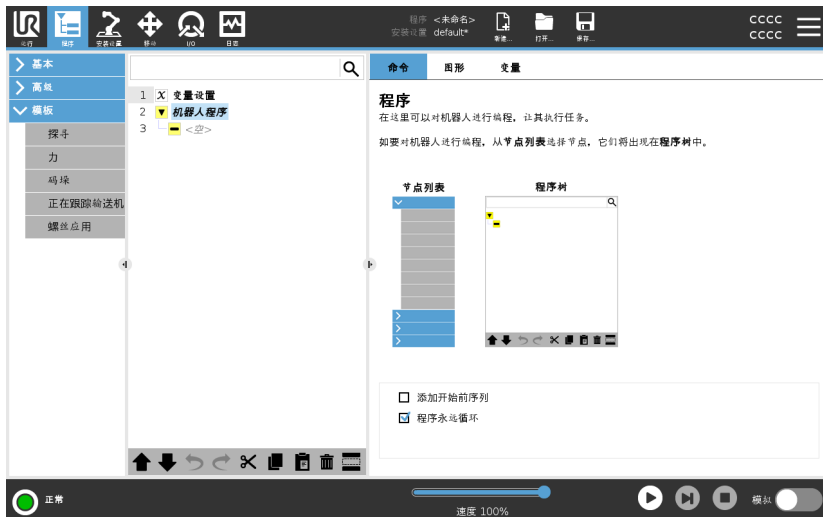 UR
运行
程序
安装设置
移动
I/O
日志
程序 <未命名>
安装设置 default*
新建...
打开...
保存...
cccc
cccc
基本
高级
模板
探寻
力
码垛
正在跟踪输送机
螺丝应用
1 X 变量设置
2 机器人程序
3 <空>
命令 图形 变量
程序
在这里可以对机器人进行编程，让其执行任务。
如要对机器人进行编程，从节点列表选择节点，它们将出现在程序树中。
节点列表 程序树
添加开始前序列
程序永远循环
正常
速度 100%
模拟